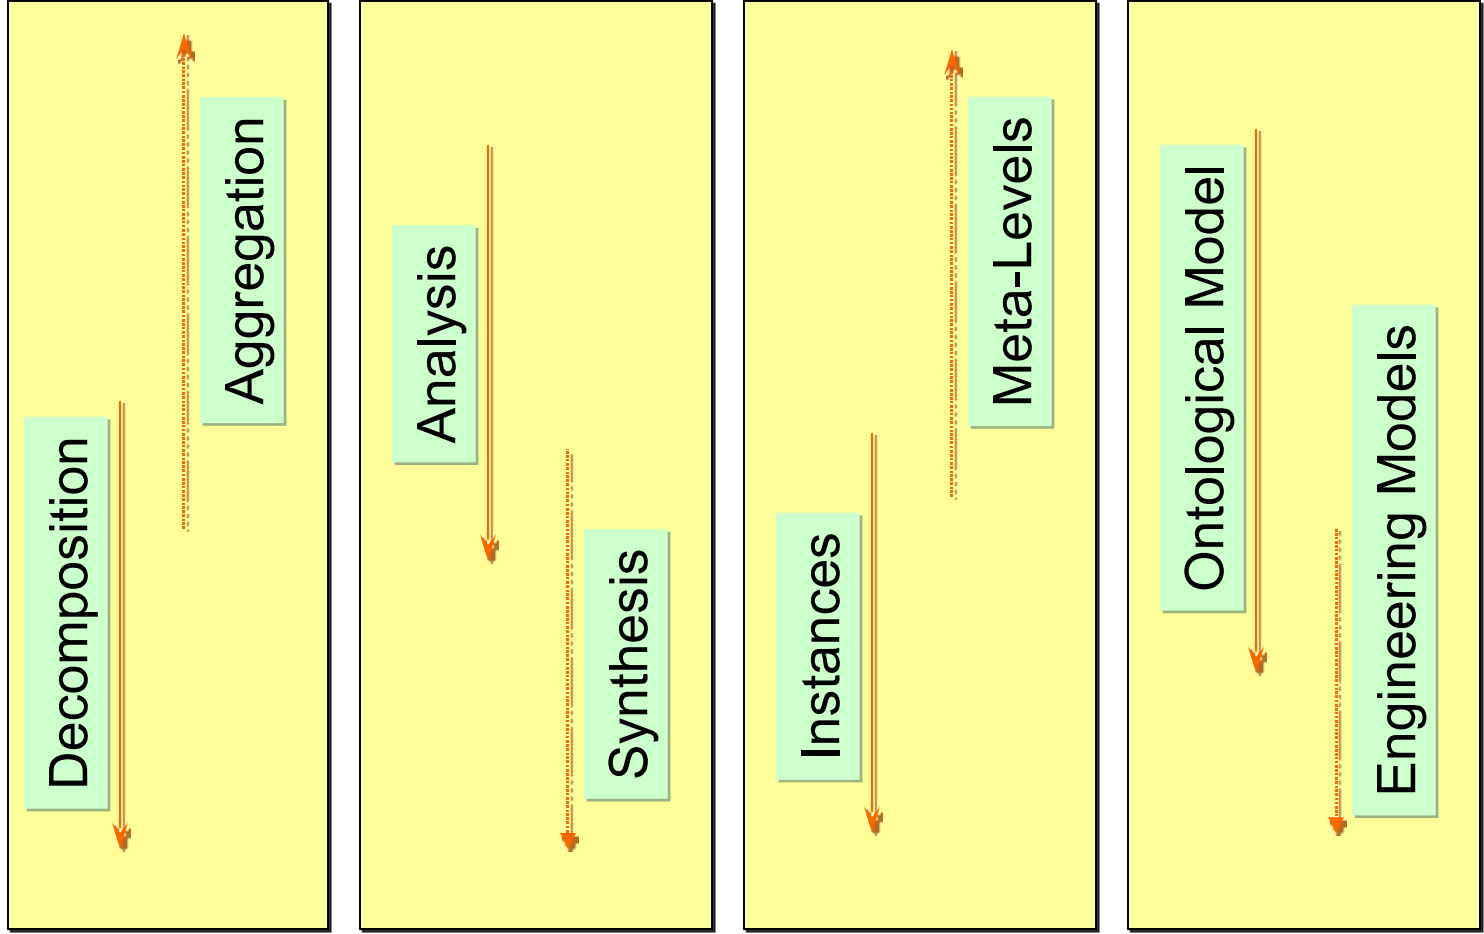 Decomposition
Aggregation
Analysis
Synthesis
Instances
Meta-Levels
Ontological Model
Engineering Models